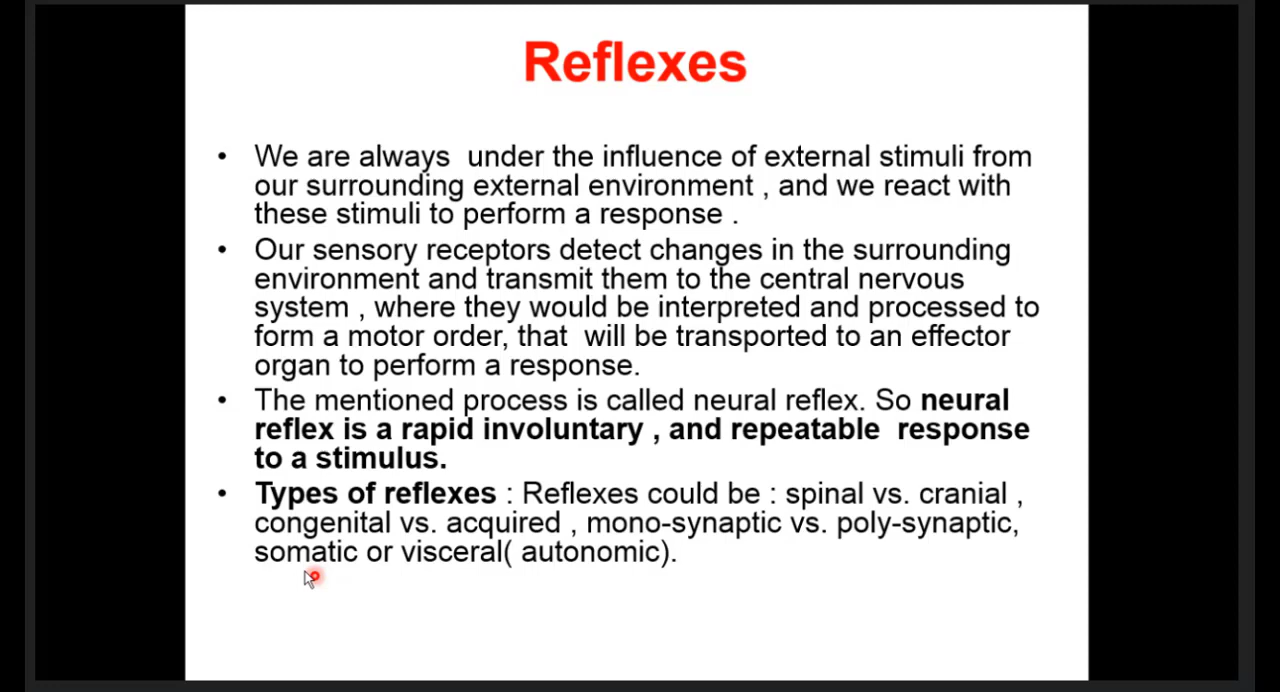 Reflexes
• We are always  under the influence of external stimuli from
our surrounding external environment , and we react with
these stimuli to perform a response .
• Our sensory receptors detect changes in the surrounding
environment and transmit them to the central nervous
system , where they would be interpreted and processed to
form a motor order, that  will be transported to an effector
organ to perform a response.
• The mentioned process is called neural reflex. So neural
reflex is a rapid involuntary , and repeatable  response
to a stimulus.
• Types of reflexes : Reflexes could be : spinal vs. cranial ,
congenital vs. acquired , mono-synaptic vs. poly-synaptic,
somatic or visceral( autonomic).